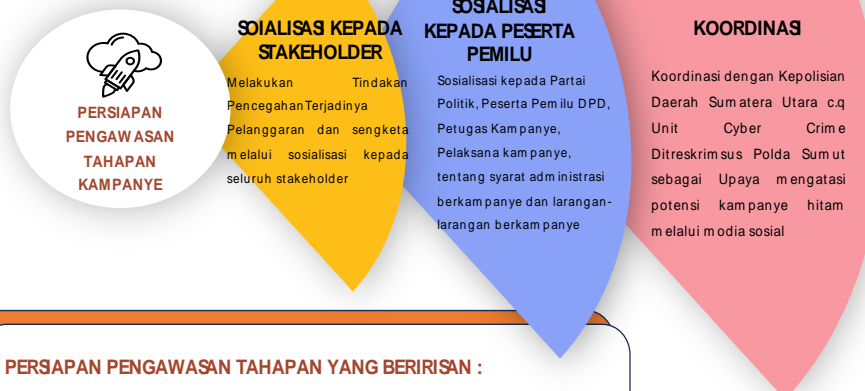 PERSIAPAN
PENGAWASAN
TAHAPAN
KAMPANYE
SOIALISASI KEPADA
STAKEHOLDER
Melakukan Tindakan
PencegahanTerjadinya
Pelanggaran dan sengketa
melalui sosialisasi kepada
seluruh stakeholder
SOSIALISASI
KEPADA PESERTA
PEMILU
Sosialisasi kepada Partai
Politik, Peserta Pemilu DPD,
Petugas Kampanye,
Pelaksana kampanye,
tentang syarat administrasi
berkampanye dan larangan-
larangan berkampanye
KOORDINASI
Koordinasi dengan Kepolisian
Daerah Sumatera Utara c.q
Unit Cyber Crime
Ditreskrimsus Polda Sumut
sebagai Upaya mengatasi
potensi kampanye hitam
melalui modia sosial
PERSIAPAN PENGAWASAN TAHAPAN YANG BERIRISAN :